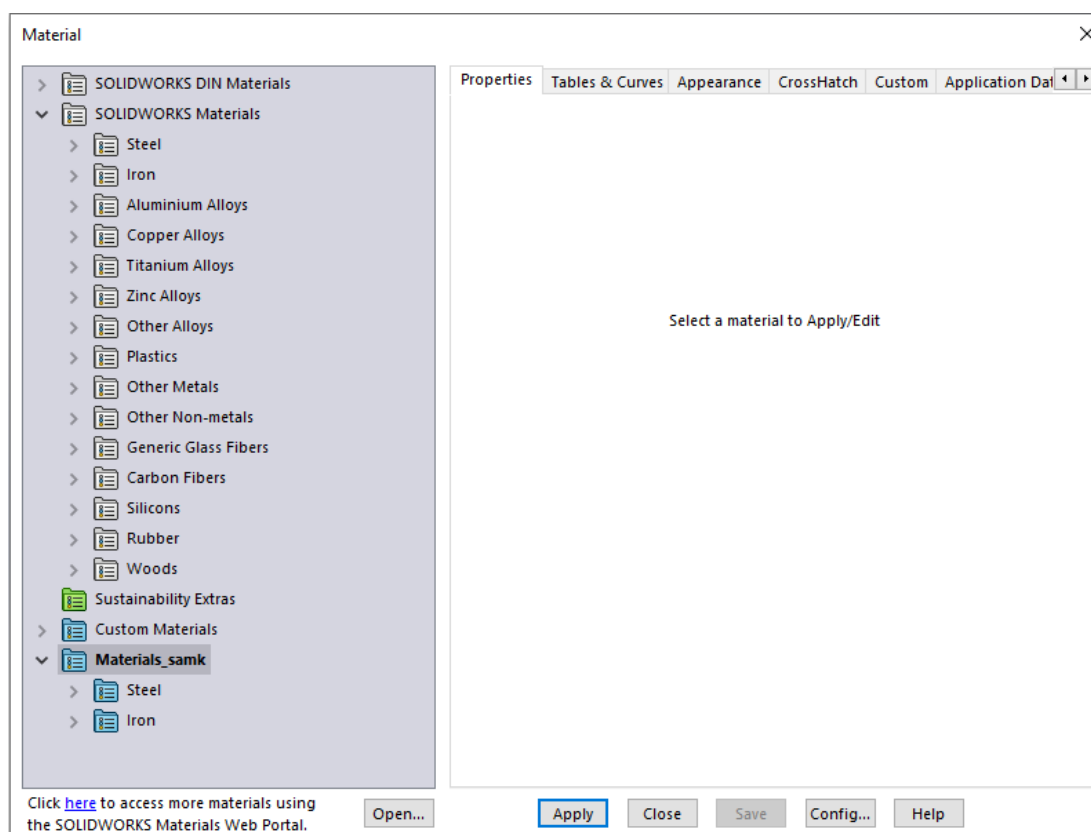 Material
SOLIDWORKS DIN Materials
SOLIDWORKS Materials
Steel
Iron
Aluminium Alloys
Copper Alloys
Titanium Alloys
Zinc Alloys
Other Alloys
Plastics
Other Metals
Other Non-metals
Generic Glass Fibers
Carbon Fibers
Silicons
Rubber
Woods
Sustainability Extras
Custom Materials
Materials_samk
Steel
Iron
Click here to access more materials using
the SOLIDWORKS Materials Web Portal.
Open...
Properties Tables & Curves Appearance CrossHatch Custom Application Dat
Select a material to Apply/Edit
Apply Close Save Config... Help